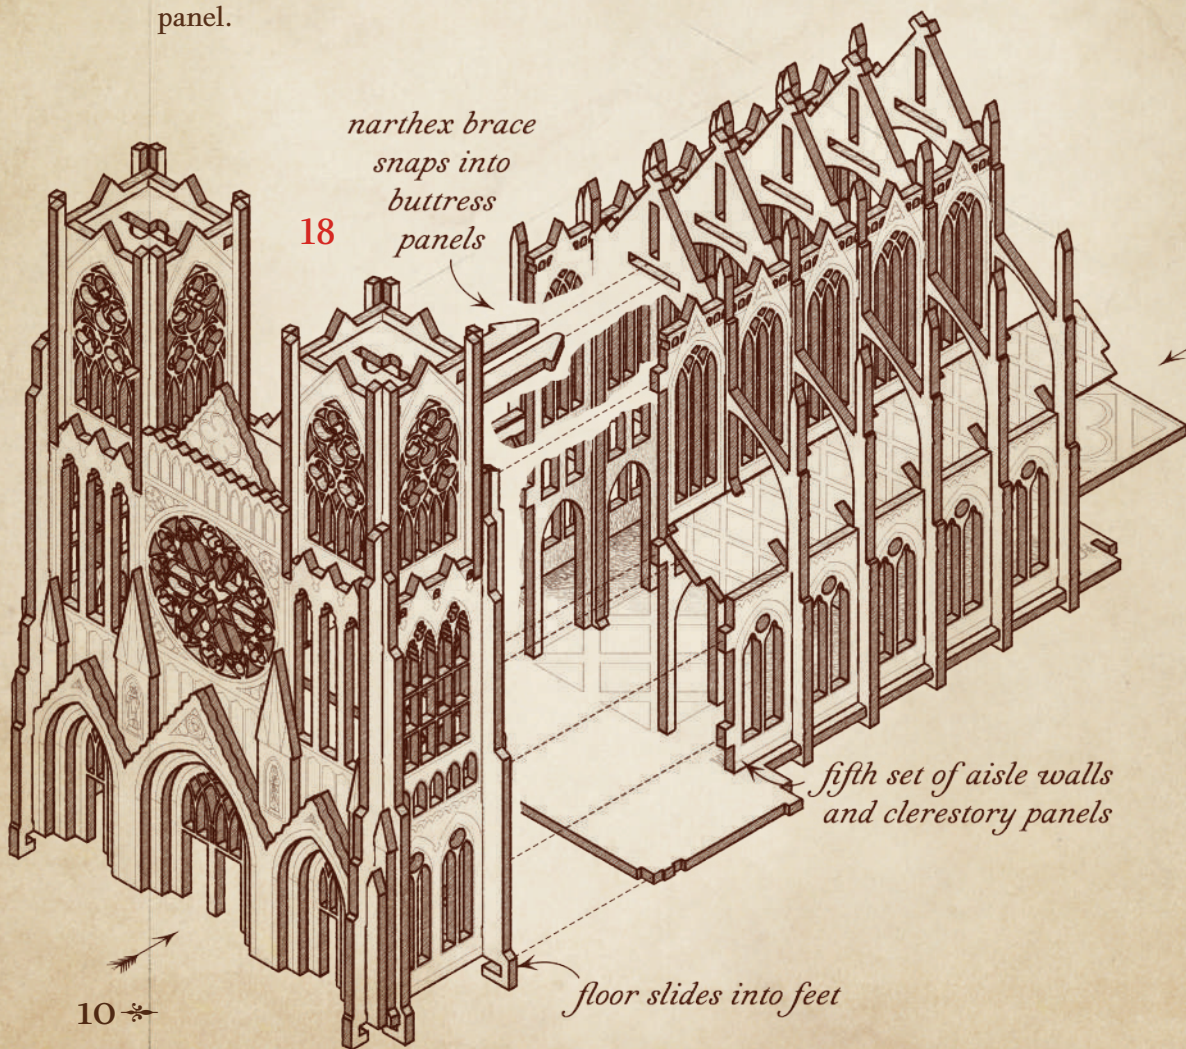 panel.
narthex brace
snaps into
buttress
panels
18
fifth set of aisle walls
and clerestory panels
floor slides into feet
10